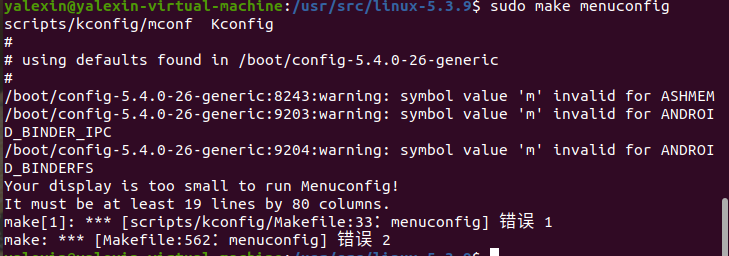 yalexin@yalexin-virtual-machine:/usr/src/linux-5.3.9$ sudo make menuconfig
scripts/kconfig/mconf  Kconfig
#
# using defaults found in /boot/config-5.4.0-26-generic
#
/boot/config-5.4.0-26-generic:8243:warning: symbol value 'm' invalid for ASHMEM
/boot/config-5.4.0-26-generic:9203:warning: symbol value 'm' invalid for ANDROI
D_BINDER_IPC
/boot/config-5.4.0-26-generic:9204:warning: symbol value 'm' invalid for ANDROI
D_BINDERFS
Your display is too small to run Menuconfig!
It must be at least 19 lines by 80 columns.
make[1]: *** [scripts/kconfig/Makefile:33：menuconfig] 错误 1
make: *** [Makefile:562：menuconfig] 错误 2
yalexin@yalexin-virtual-machine:/usr/src/linux-5.3.9$